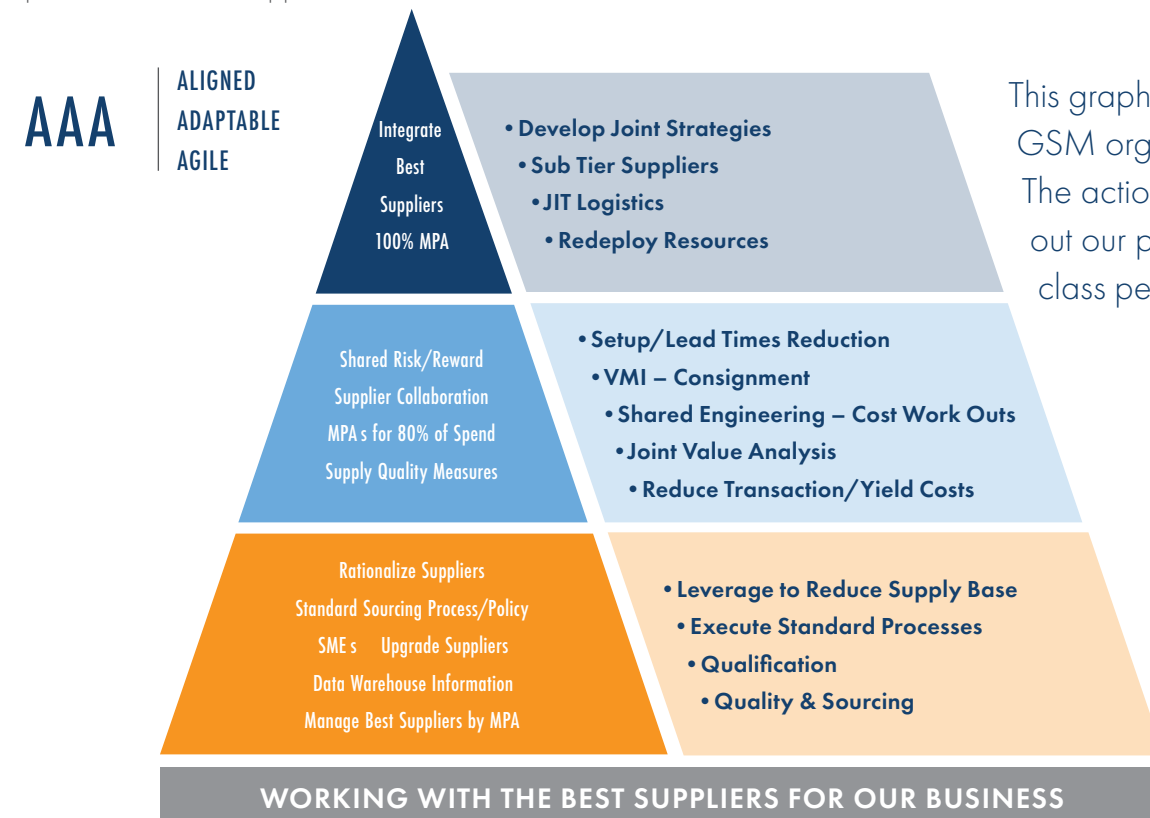 AAA
ALIGNED
ADAPTABLE
AGILE
Integrate
Best
Suppliers
100% MPA
• Develop Joint Strategies
• Sub Tier Suppliers
• JIT Logistics
• Redeploy Resources
This graph
GSM org
The actio
out our p
class pe
Shared Risk/Reward
Supplier Collaboration
MPA s for 80% of Spend
Supply Quality Measures
• Setup/Lead Times Reduction
• VMI – Consignment
• Shared Engineering – Cost Work Outs
• Joint Value Analysis
• Reduce Transaction/Yield Costs
Rationalize Suppliers
Standard Sourcing Process/Policy
SME s Upgrade Suppliers
Data Warehouse Information
Manage Best Suppliers by MPA
• Leverage to Reduce Supply Base
• Execute Standard Processes
• Qualification
• Quality & Sourcing
WORKING WITH THE BEST SUPPLIERS FOR OUR BUSINESS